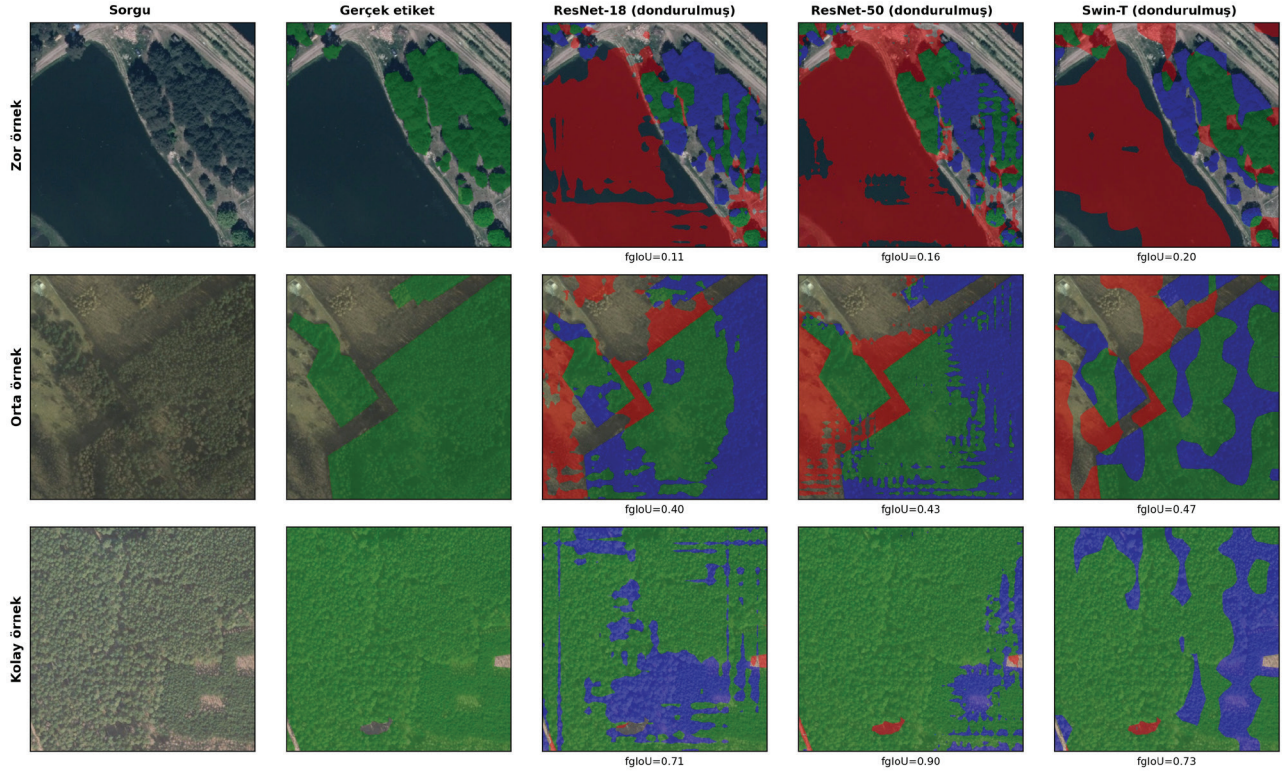 Sorgu
Gerçek etiket
ResNet-18 (dondurulmuş)
ResNet-50 (dondurulmuş)
Swin-T (dondurulmuş)
Zor örnek
fgIoU=0.11
fgIoU=0.16
fgIoU=0.20
Orta örnek
fgIoU=0.40
fgIoU=0.43
fgIoU=0.47
Kolay örnek
fgIoU=0.71
fgIoU=0.90
fgIoU=0.73